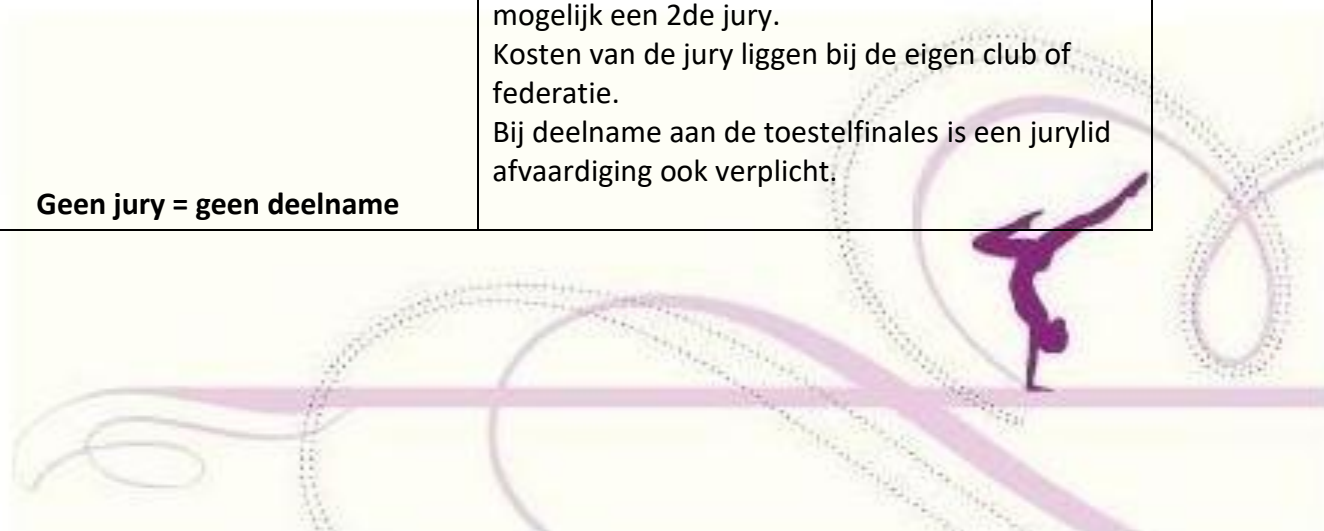 mogelijk een 2de jury.
Kosten van de jury liggen bij de eigen club of
federatie.
Bij deelname aan de toestelfinales is een jurylid
afvaardiging ook verplicht.
Geen jury = geen deelname